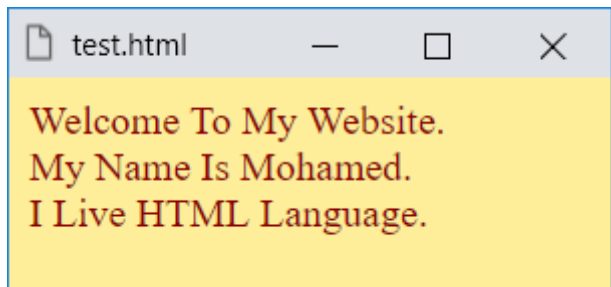 test.html
Welcome To My Website.
My Name Is Mohamed.
I Live HTML Language.